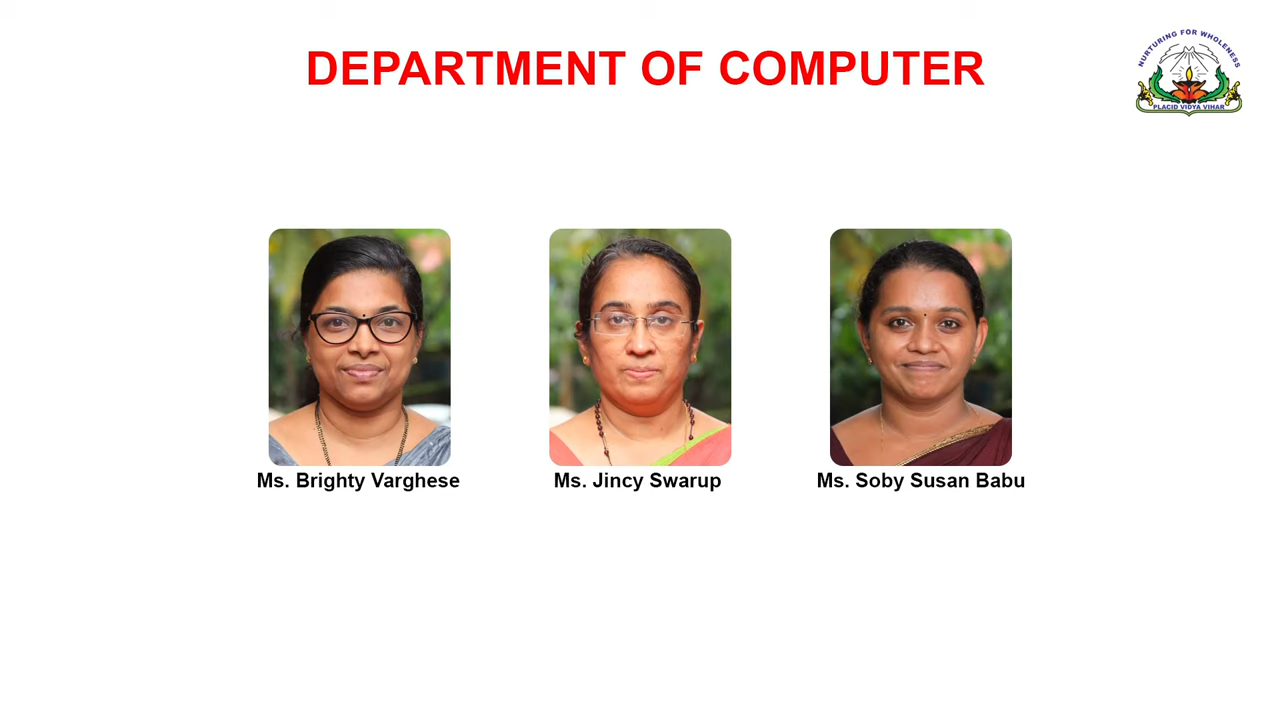 DEPARTMENT OF COMPUTER
NURTURING FOR WHOLENESS
PLACID VIDYA VIHAR
Ms. Brighty Varghese
Ms. Jincy Swarup
Ms. Soby Susan Babu